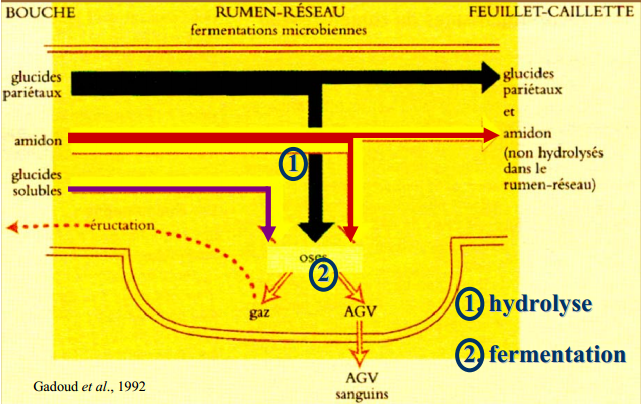 BOUCHE
RUMEN-RÉSEAU
FEUILLET-CAILLETTE
fermentations microbiennes
glucides
pariétaux
glucides
pariétaux
et
amidon
amidon
(non hydrolysés
dans le
rumen-réseau)
1
glucides
solubles
éructation
oses
2
gaz
AGV
1. hydrolyse
2. fermentation
AGV
sanguins
Gadoud et al., 1992